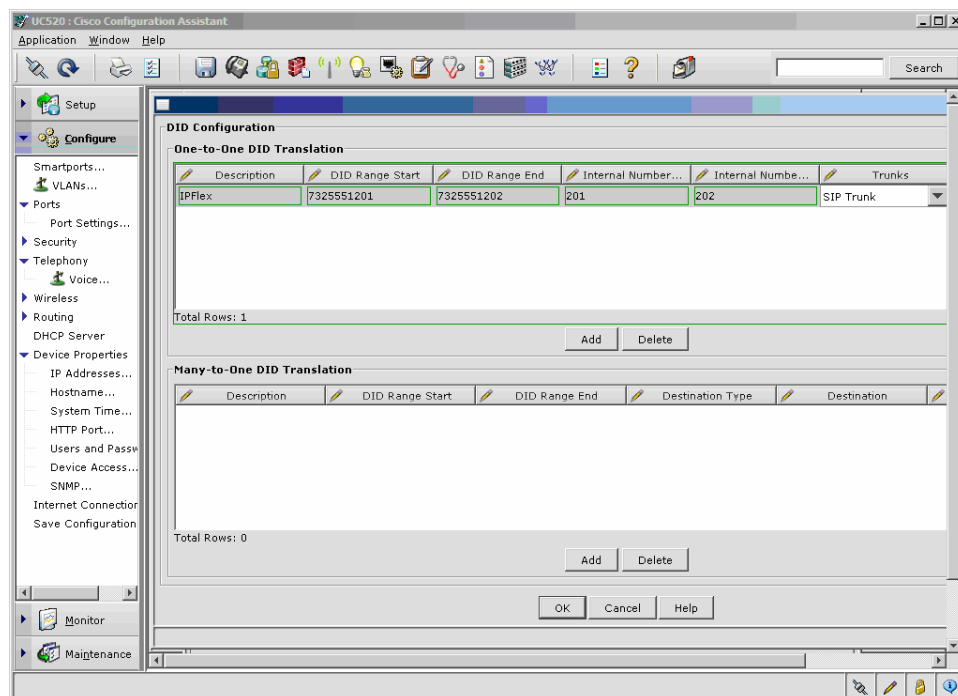 UC520 : Cisco Configuration Assistant
Application Window Help
Search
Setup
Configure
Smartports...
VLANs...
Ports
Port Settings...
Security
Telephony
Voice...
Wireless
Routing
DHCP Server
Device Properties
IP Addresses...
Hostname...
System Time...
HTTP Port...
Users and Passw
Device Access...
SNMP...
Internet Connection
Save Configuration
Monitor
Maintenance
DID Configuration
One-to-One DID Translation
Description DID Range Start DID Range End Internal Number... Internal Numbe... Trunks
IPFlex 7325551201 7325551202 201 202 SIP Trunk
Total Rows: 1
Add Delete
Many-to-One DID Translation
Description DID Range Start DID Range End Destination Type Destination
Total Rows: 0
Add Delete
OK Cancel Help